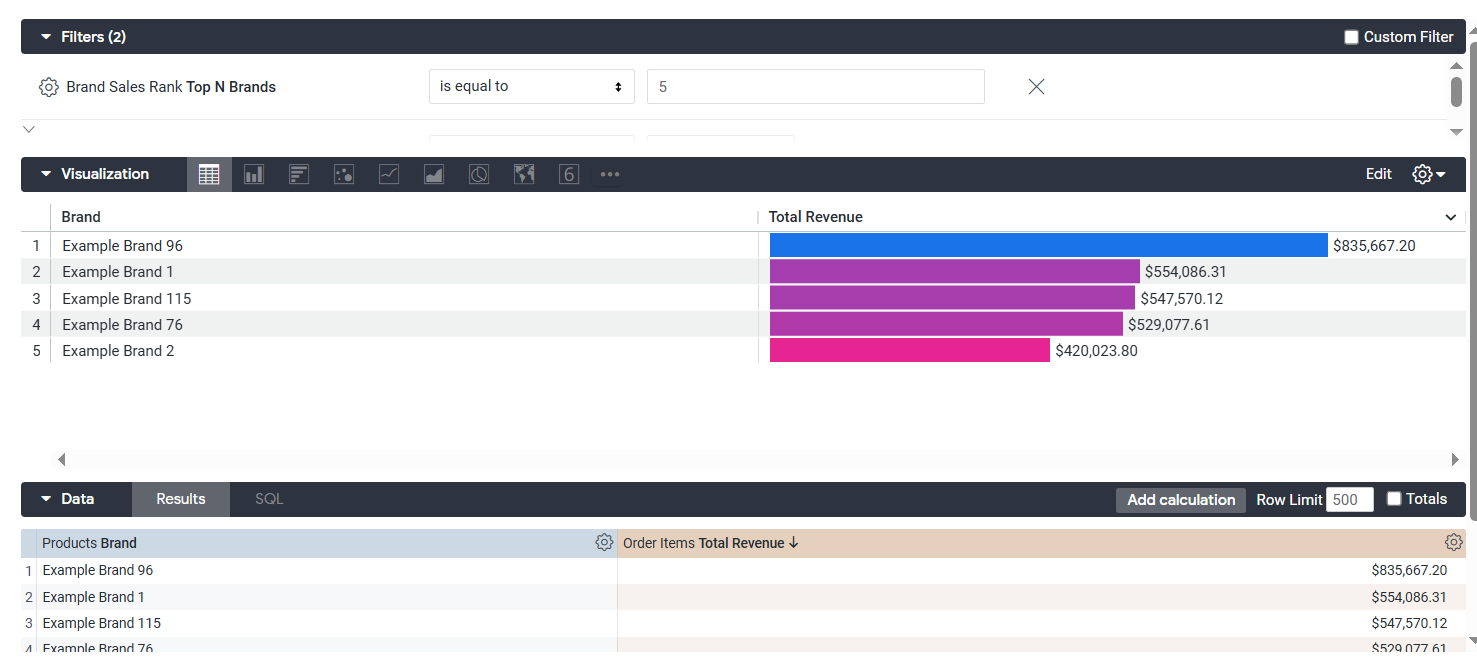 Filters (2) Custom Filter
Brand Sales Rank Top N Brands is equal to 5
Visualization 6 Edit
Brand Total Revenue
1 Example Brand 96 $835,667.20
2 Example Brand 1 $554,086.31
3 Example Brand 115 $547,570.12
4 Example Brand 76 $529,077.61
5 Example Brand 2 $420,023.80
Data Results SQL Add calculation Row Limit 500 Totals
Products Brand Order Items Total Revenue
1 Example Brand 96 $835,667.20
2 Example Brand 1 $554,086.31
3 Example Brand 115 $547,570.12
4 Example Brand 76 $529,077.61